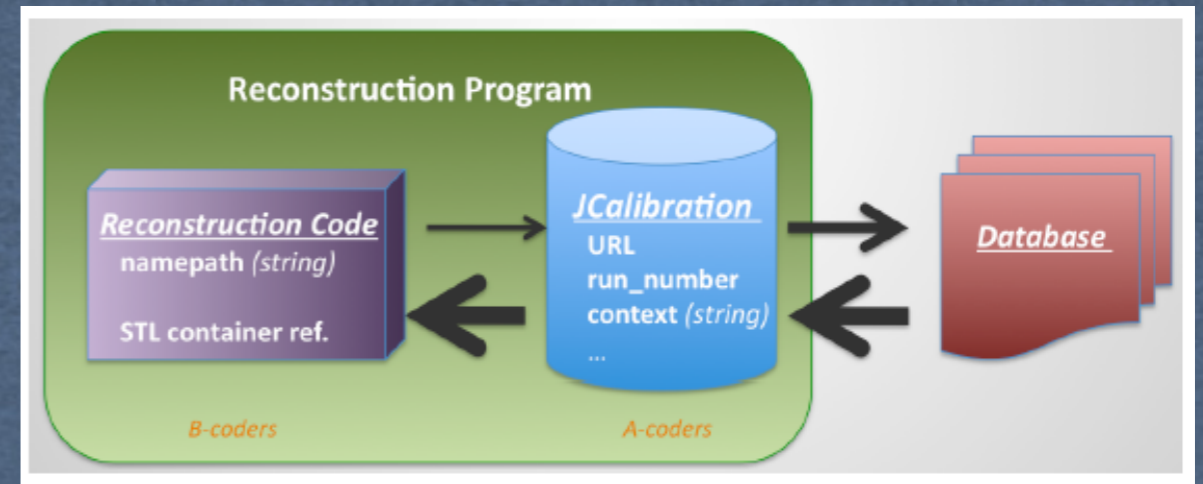 Reconstruction Program
Reconstruction Code
namepath (string)
STL container ref.
B-coders
JCalibration
URL
run_number
context (string)
...
A-coders
Database